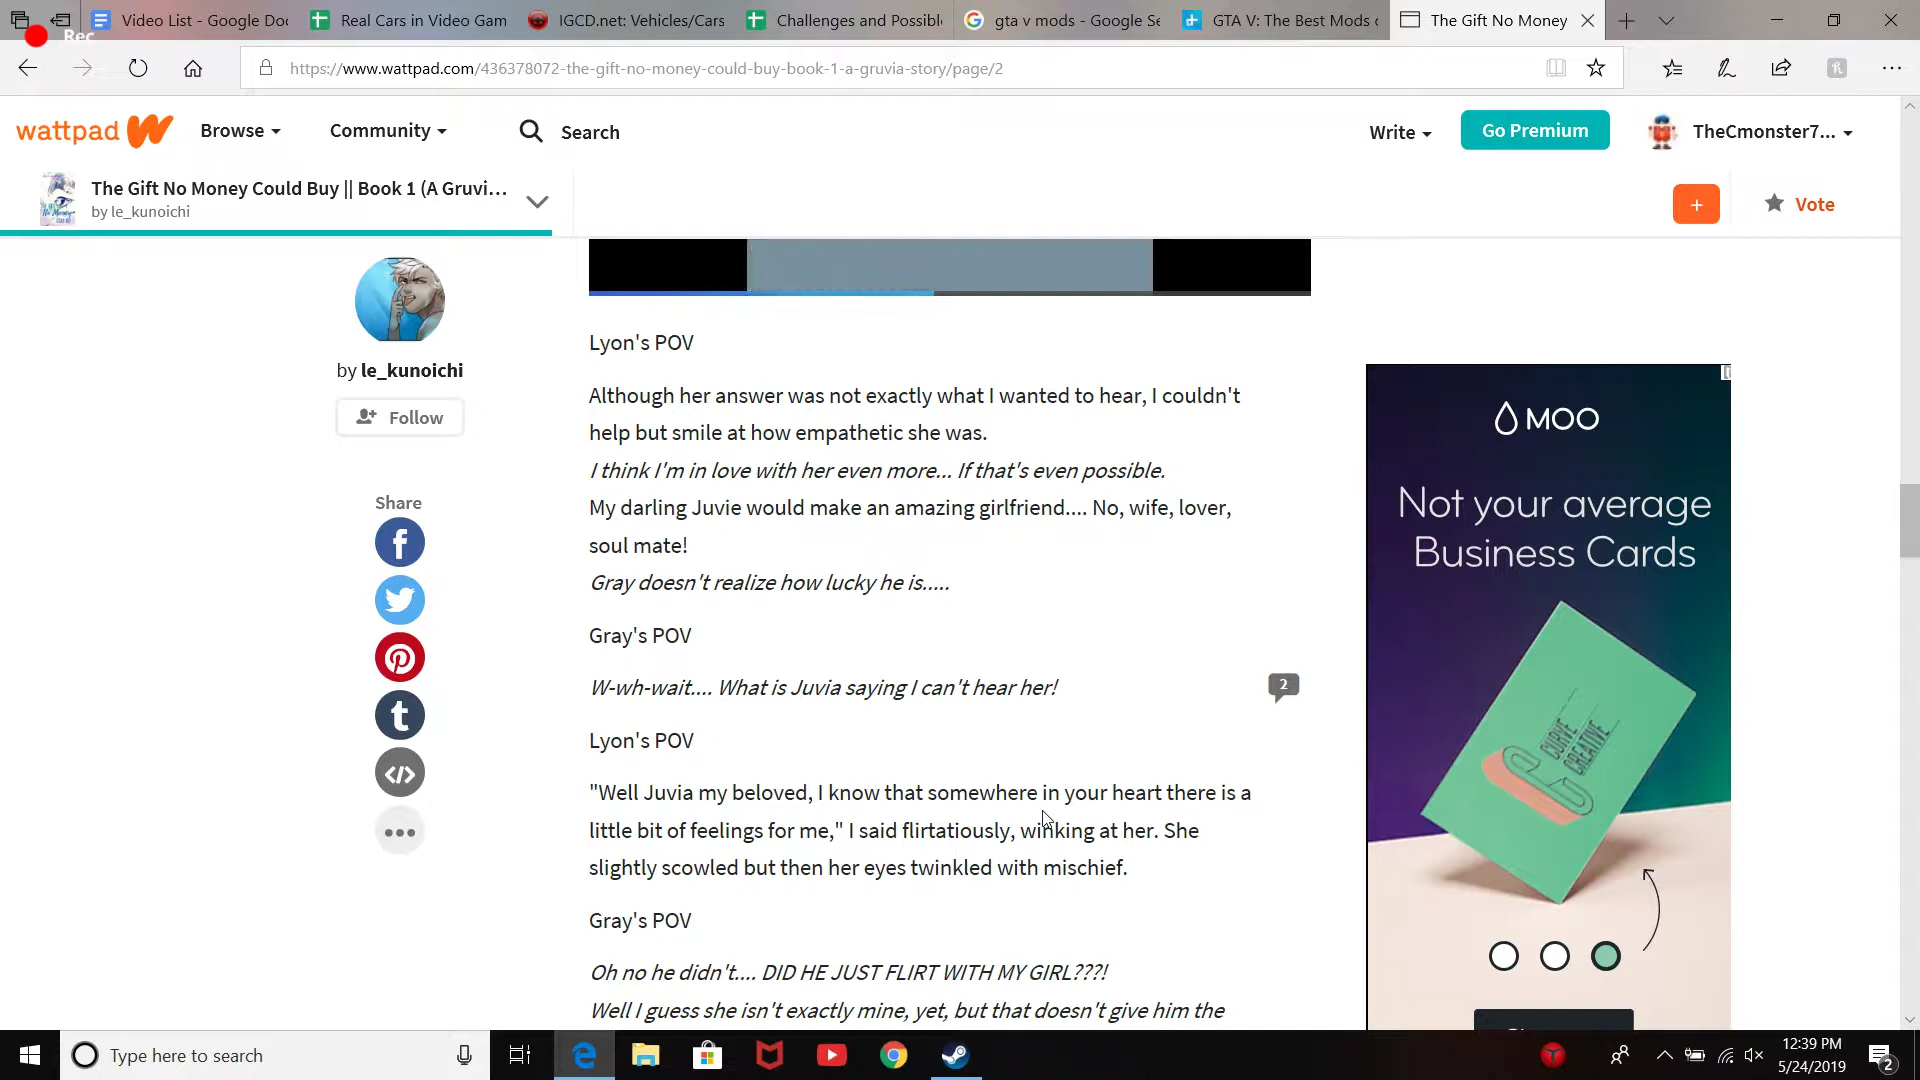 Video List - Google Doc
Real Cars in Video Gam
IGCD.net: Vehicles/Cars
Challenges and Possibl
gta v mods - Google Se
GTA V: The Best Mods
The Gift No Money
Rec
https://www.wattpad.com/436378072-the-gift-no-money-could-buy-book-1-a-gruvia-story/page/2
wattpad
Browse
Community
Search
Write
Go Premium
TheCmonster7...
The Gift No Money Could Buy || Book 1 (A Gruvi...
by le_kunoichi
+
Vote
by le_kunoichi
Follow
Share
Lyon's POV
Although her answer was not exactly what I wanted to hear, I couldn't
help but smile at how empathetic she was.
I think I'm in love with her even more... If that's even possible.
My darling Juvie would make an amazing girlfriend.... No, wife, lover,
soul mate!
Gray doesn't realize how lucky he is.....
Gray's POV
W-wh-wait.... What is Juvia saying I can't hear her!
2
Lyon's POV
"Well Juvia my beloved, I know that somewhere in your heart there is a
little bit of feelings for me," I said flirtatiously, winking at her. She
slightly scowled but then her eyes twinkled with mischief.
Gray's POV
Oh no he didn't.... DID HE JUST FLIRT WITH MY GIRL???!
Well I guess she isn't exactly mine, yet, but that doesn't give him the
MOO
Not your average
Business Cards
CURVE
CREATIVE
Type here to search
12:39 PM
5/24/2019
2